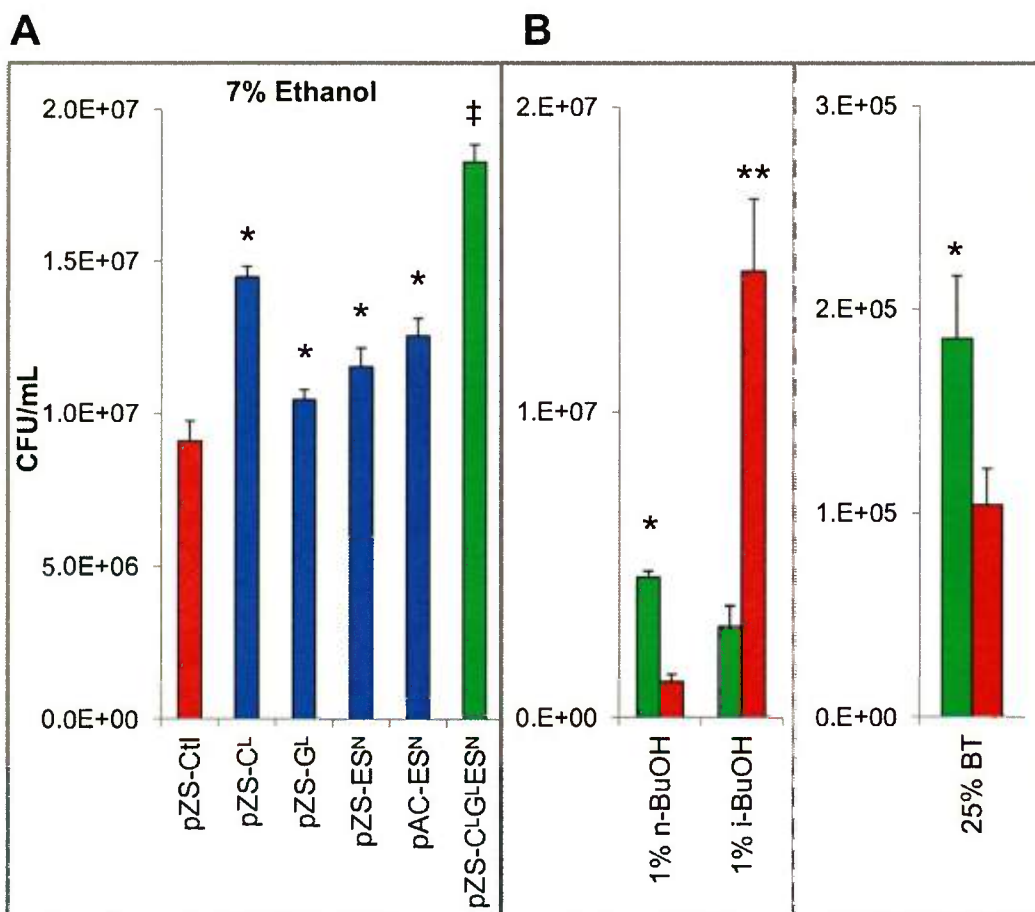 A
B
7% Ethanol
CFU/mL
2.0E+07
1.5E+07
1.0E+07
5.0E+06
0.0E+00
*
*
*
*
‡
pZS-Ctl
pZS-Cᴸ
pZS-Gᴸ
pZS-ESᴺ
pAC-ESᴺ
pZS-CᴸGᴸESᴺ
2.E+07
1.E+07
0.E+00
*
**
1% n-BuOH
1% i-BuOH
3.E+05
2.E+05
1.E+05
0.E+00
*
25% BT